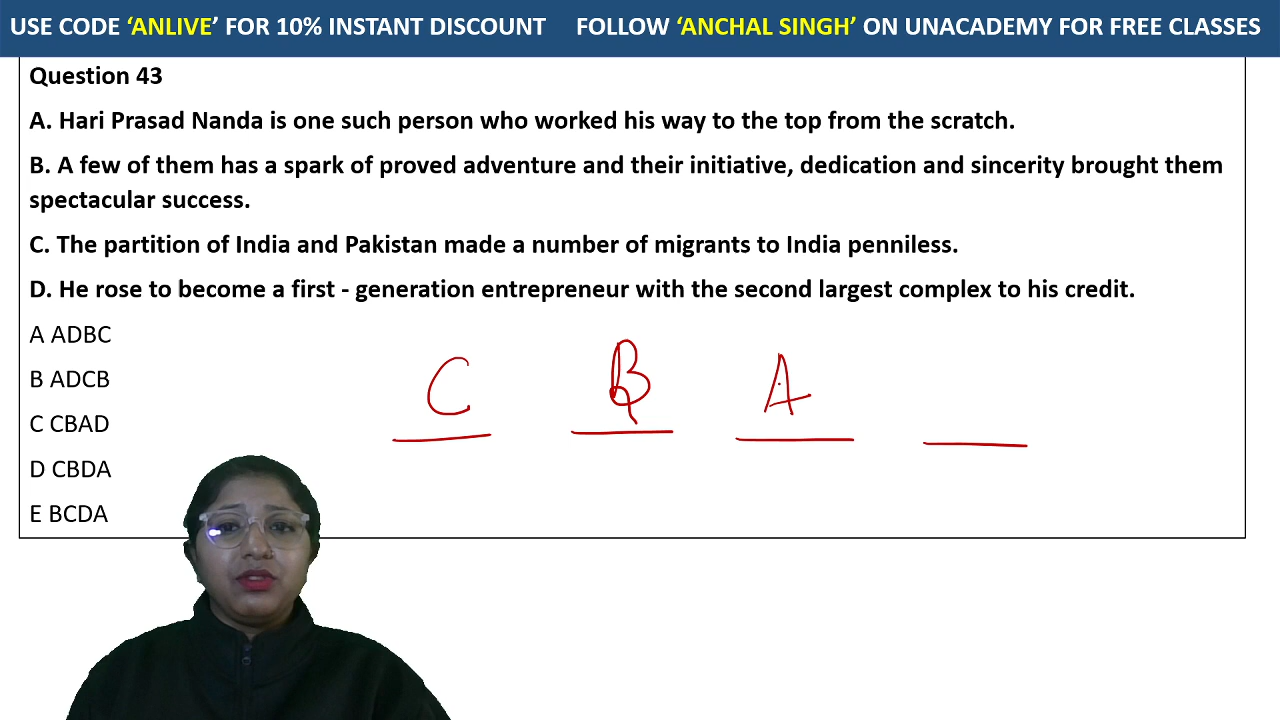 USE CODE ‘ANLIVE’ FOR 10% INSTANT DISCOUNT FOLLOW ‘ANCHAL SINGH’ ON UNACADEMY FOR FREE CLASSES
Question 43
A. Hari Prasad Nanda is one such person who worked his way to the top from the scratch.
B. A few of them has a spark of proved adventure and their initiative, dedication and sincerity brought them
spectacular success.
C. The partition of India and Pakistan made a number of migrants to India penniless.
D. He rose to become a first - generation entrepreneur with the second largest complex to his credit.
A ADBC
B ADCB
C CBAD
D CBDA
E BCDA
C B A